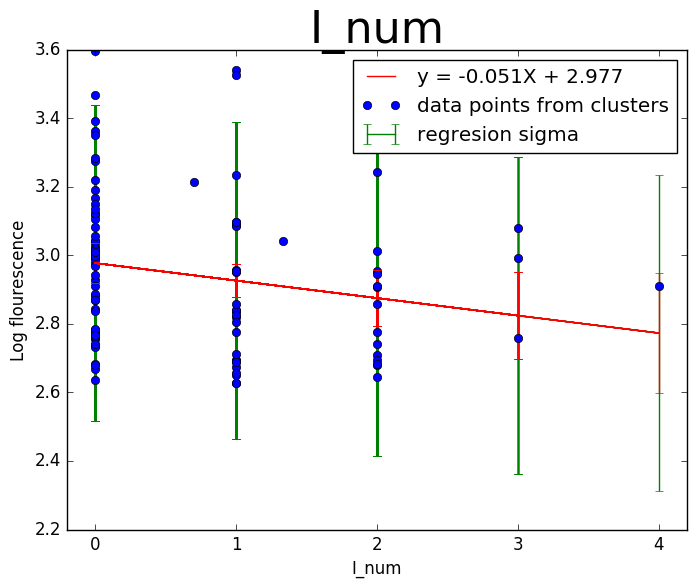 I_num
3.6
3.4
3.2
3.0
2.8
2.6
2.4
2.2
Log flourescence
y = -0.051X + 2.977
data points from clusters
regresion sigma
0 1 2 3 4
I_num